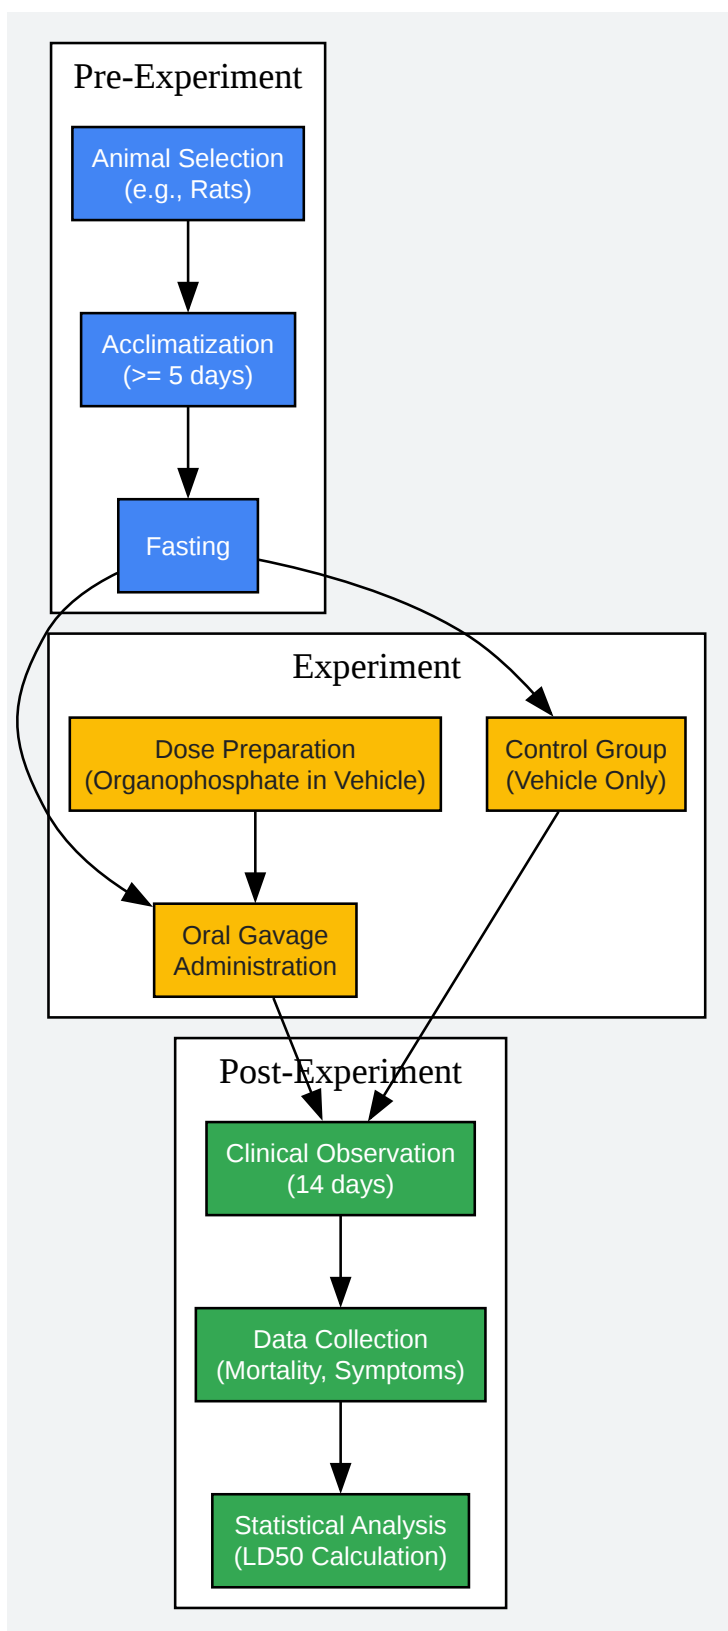 Pre-Experiment
Animal Selection
(e.g., Rats)
Acclimatization
(>= 5 days)
Fasting
Experiment
Dose Preparation
(Organophosphate in Vehicle)
Control Group
(Vehicle Only)
Oral Gavage
Administration
Post-Experiment
Clinical Observation
(14 days)
Data Collection
(Mortality, Symptoms)
Statistical Analysis
(LD50 Calculation)